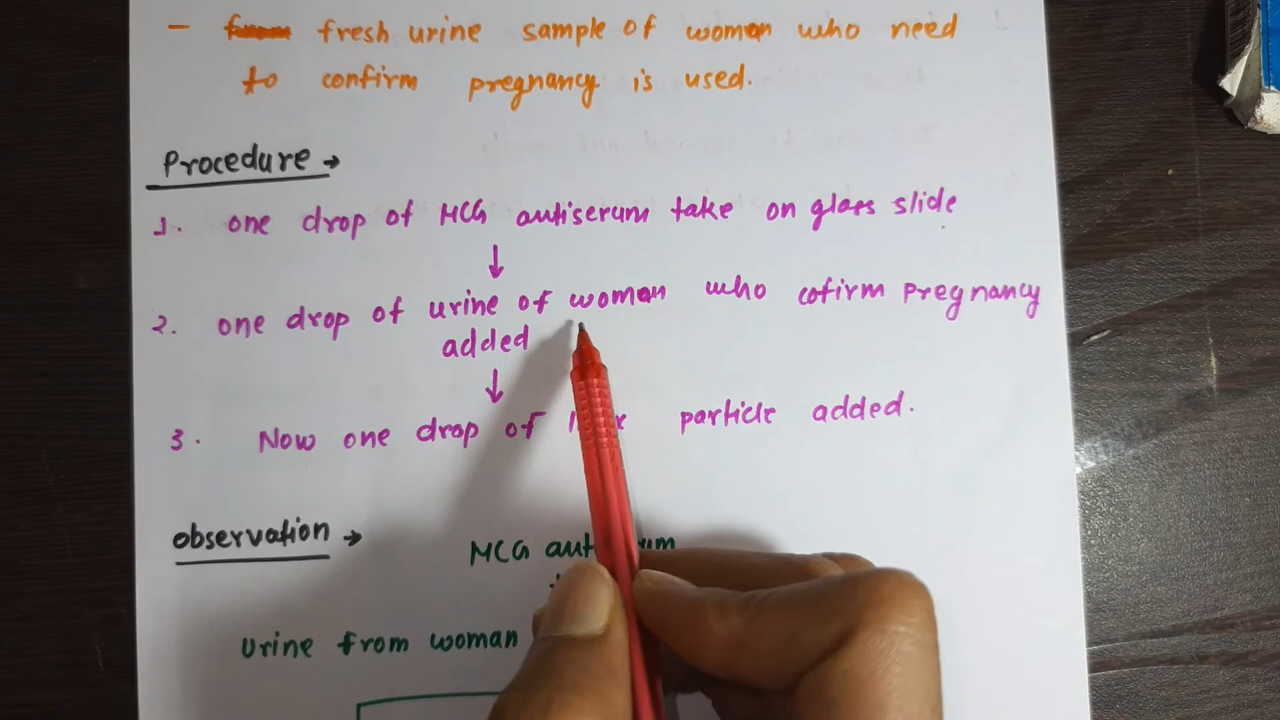 - fresh urine sample of woman who need
to confirm pregnancy is used.
Procedure →
1. one drop of HCG antiserum take on glass slide
↓
2. one drop of urine of woman who cofirm pregnancy
added
↓
3. Now one drop of particle added.
observation → HCG
urine from woman